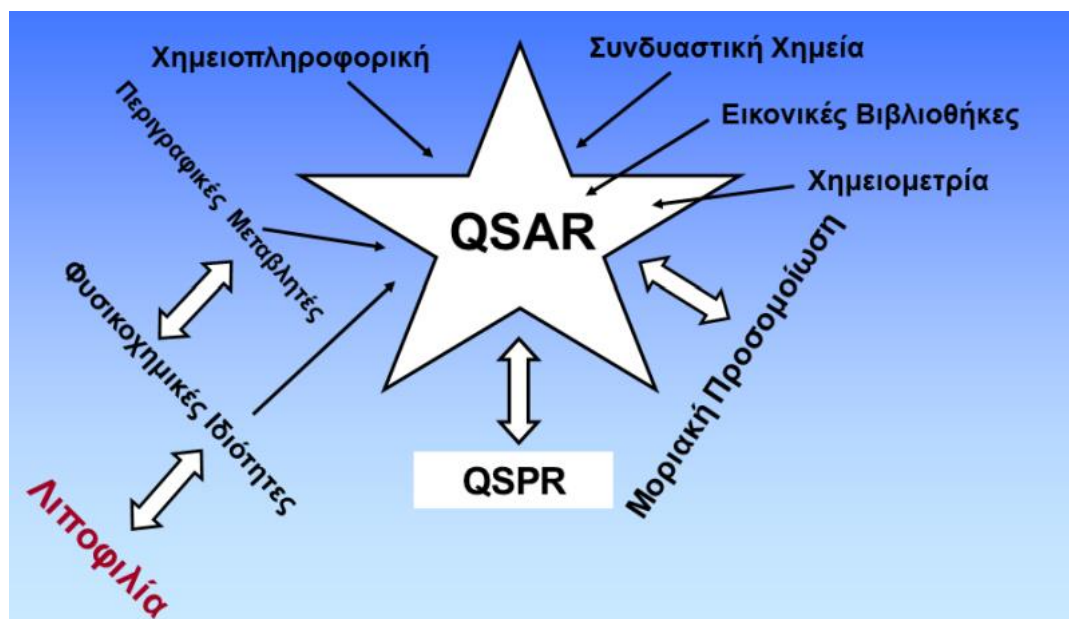 Χημειοπληροφορική
Συνδυαστική Χημεία
Περιγραφικές Μεταβλητές
Εικονικές Βιβλιοθήκες
Χημειομετρία
QSAR
Φυσικοχημικές Ιδιότητες
Μοριακή Προσομοίωση
QSPR
Λιποφιλία